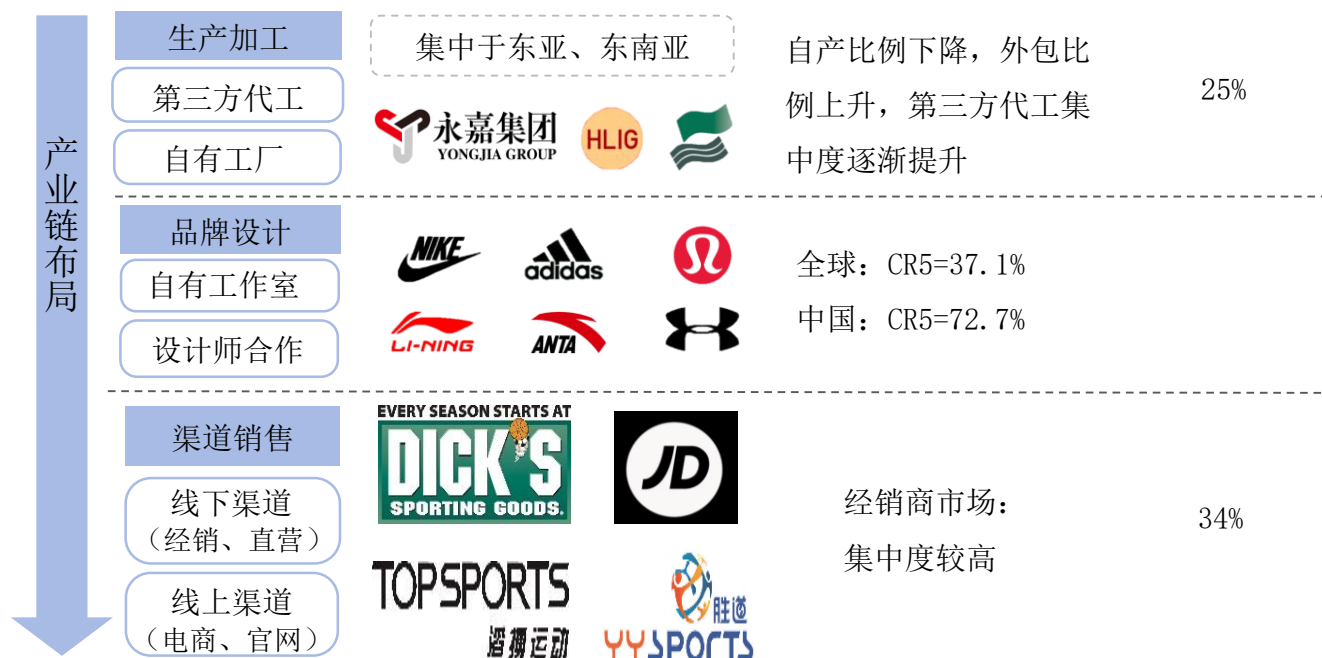 产业链布局
生产加工
第三方代工
自有工厂
集中于东亚、东南亚
永嘉集团
YONGJIA GROUP
HLIG
自产比例下降，外包比
例上升，第三方代工集
中度逐渐提升
25%
品牌设计
自有工作室
设计师合作
NIKE
adidas
LI-NING
ANTA
全球：CR5=37.1%
中国：CR5=72.7%
渠道销售
线下渠道
（经销、直营）
线上渠道
（电商、官网）
EVERY SEASON STARTS AT
DICK'S
SPORTING GOODS.
JD
TOPSPORTS
滔搏运动
胜道
YYSPORTS
经销商市场：
集中度较高
34%